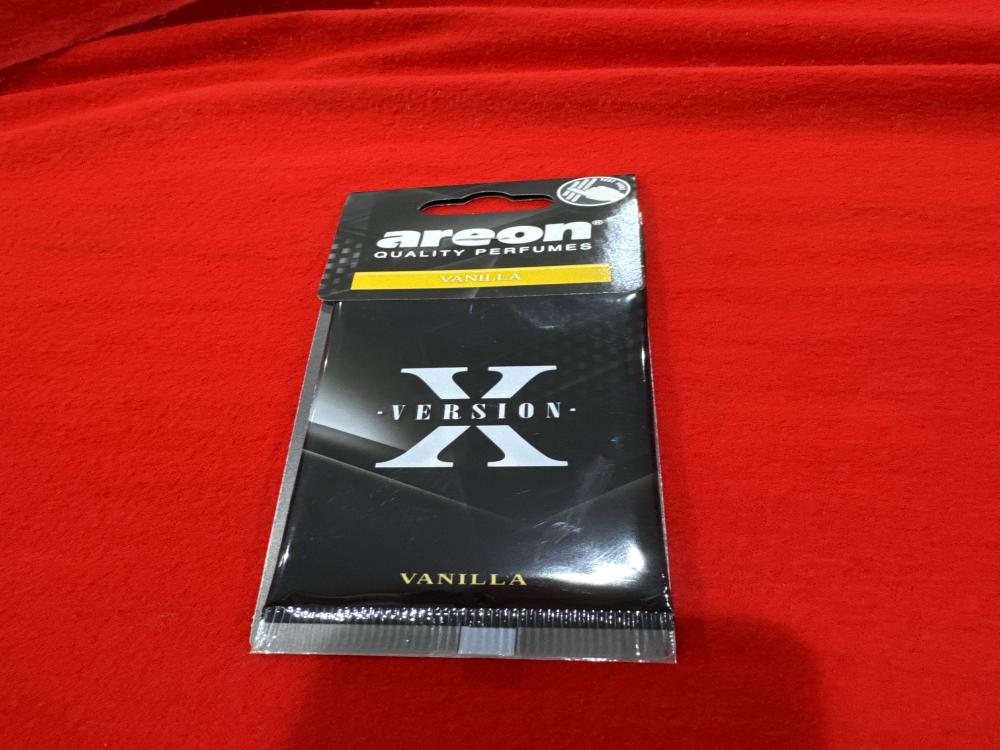 areon®
QUALITY PERFUMES
VANILLA
X
-VERSION-
VANILLA